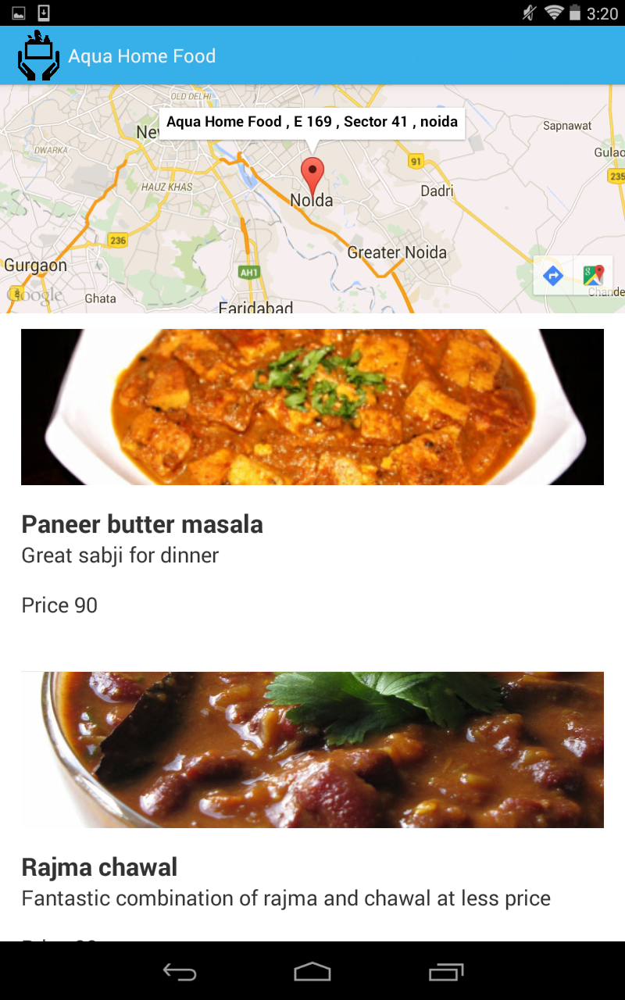 3:20
Aqua Home Food
OLD DELHI
Aqua Home Food , E 169 , Sector 41 , noida
New
Sapnawat
DWARKA
Gulao
91
235
HAUZ KHAS
Dadri
Noida
236
Greater Noida
Gurgaon
AH1
8
Google
Ghata
Chande
Faridabad
Paneer butter masala
Great sabji for dinner
Price 90
Rajma chawal
Fantastic combination of rajma and chawal at less price